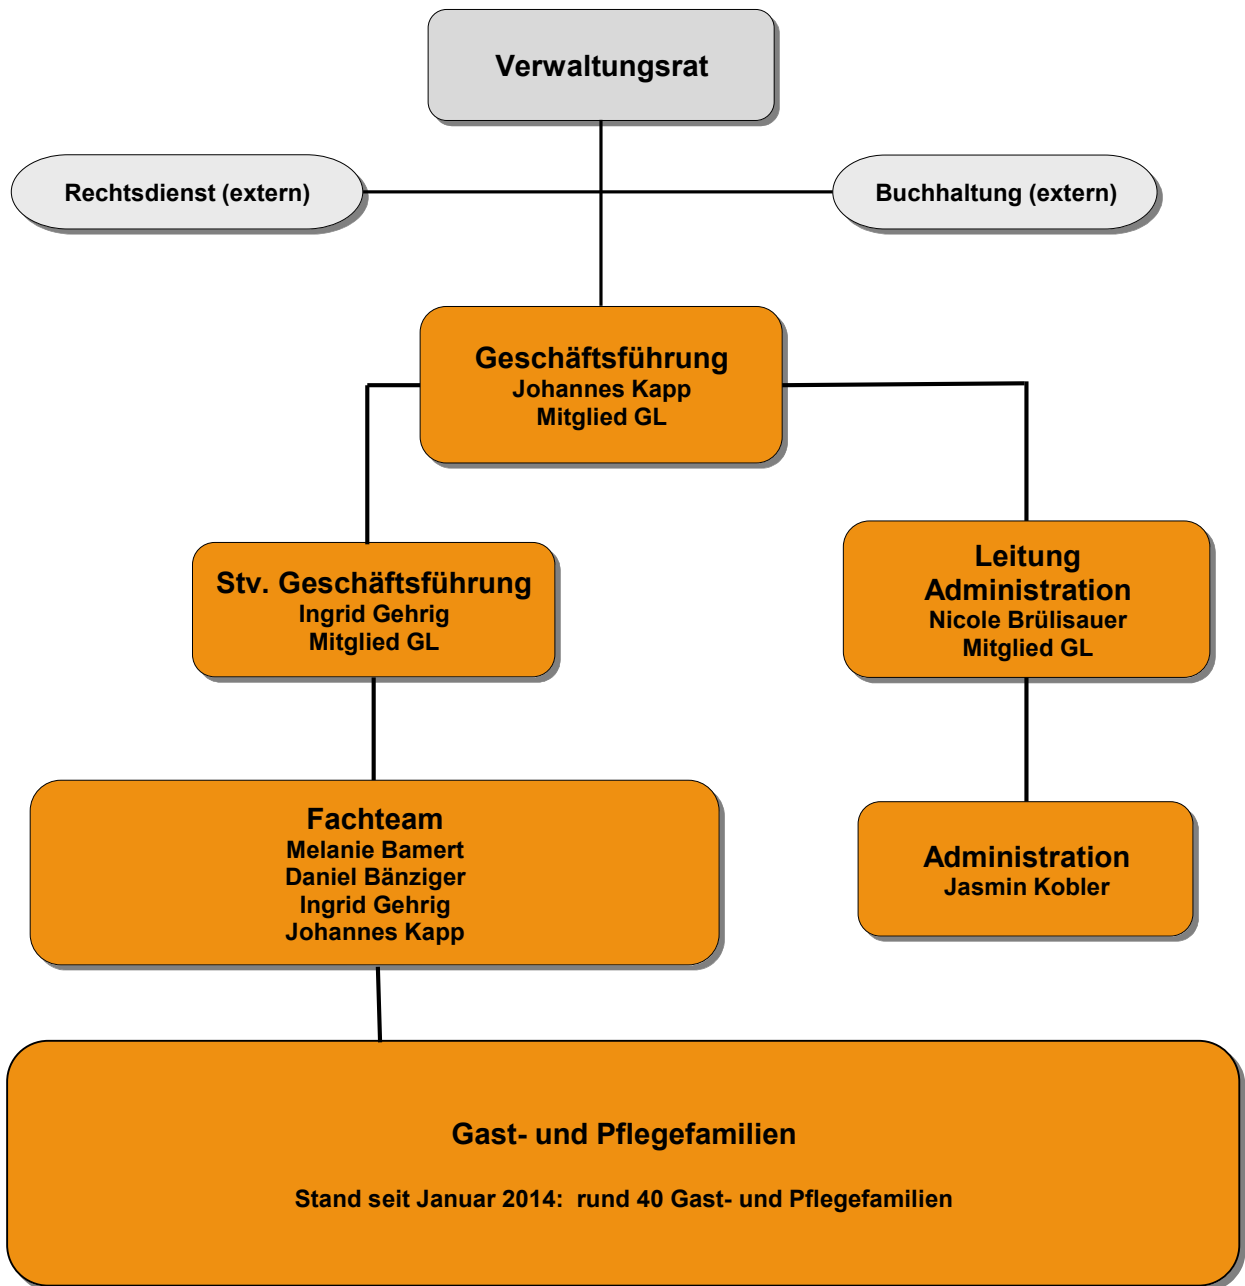 Verwaltungsrat
Rechtsdienst (extern)
Buchhaltung (extern)
Geschäftsführung
Johannes Kapp
Mitglied GL
Stv. Geschäftsführung
Ingrid Gehrig
Mitglied GL
Leitung
Administration
Nicole Brülisauer
Mitglied GL
Fachteam
Melanie Bamert
Daniel Bänziger
Ingrid Gehrig
Johannes Kapp
Administration
Jasmin Kobler
Gast- und Pflegefamilien
Stand seit Januar 2014: rund 40 Gast- und Pflegefamilien